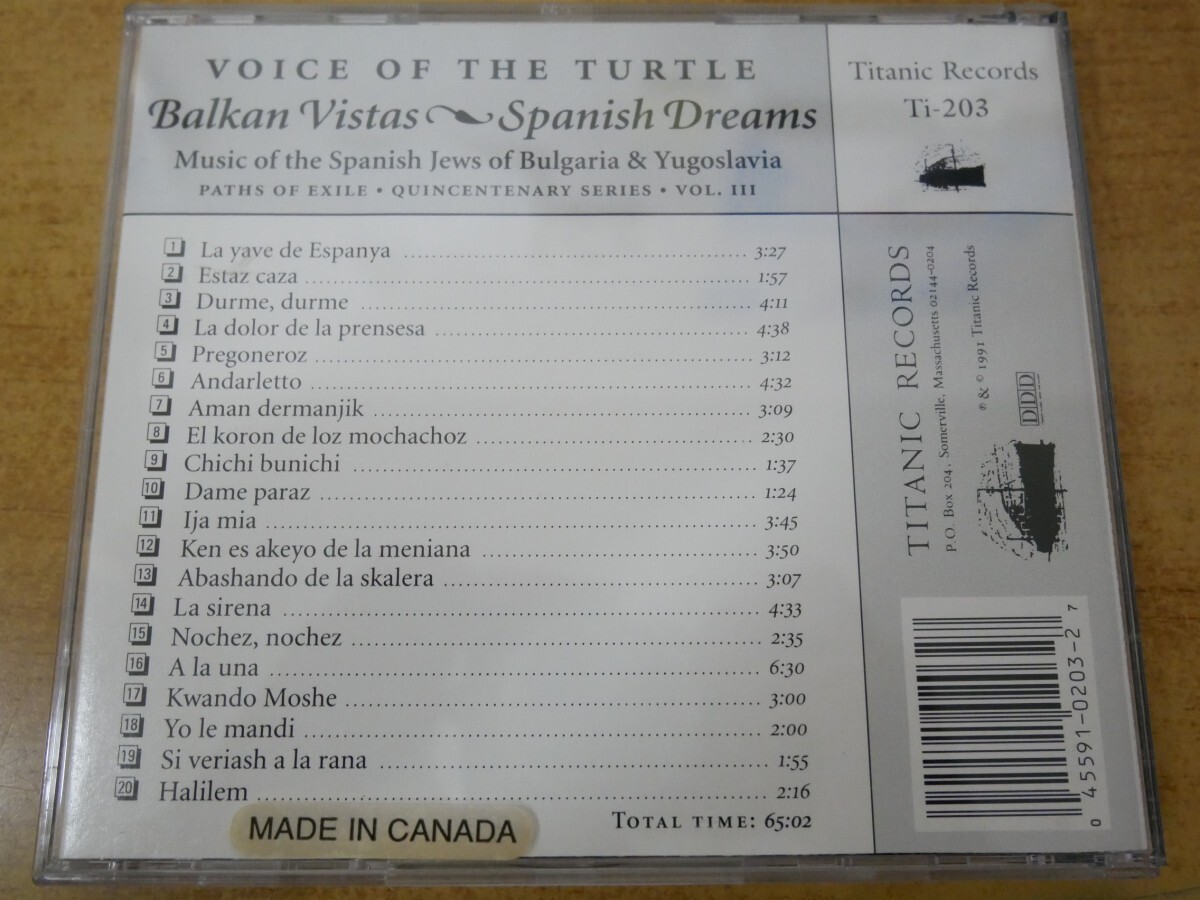 VOICE OF THE TURTLE
Balkan Vistas Spanish Dreams
Music of the Spanish Jews of Bulgaria & Yugoslavia
PATHS OF EXILE • QUINCENTENARY SERIES • VOL. III
Titanic Records
Ti-203
1 La yave de Espanya 3:27
2 Estaz caza 1:57
3 Durme, durme 4:11
4 La dolor de la prensesa 4:38
5 Pregoneroz 3:12
6 Andarletto 4:32
7 Aman dermanjik 3:09
8 El koron de loz mochachoz 2:30
9 Chichi bunichi 1:37
10 Dame paraz 1:24
11 Ija mia 3:45
12 Ken es akeyo de la meniana 3:50
13 Abashando de la skalera 3:07
14 La sirena 4:33
15 Nochez, nochez 2:35
16 A la una 6:30
17 Kwando Moshe 3:00
18 Yo le mandi 2:00
19 Si veriash a la rana 1:55
20 Halilem 2:16
TOTAL TIME: 65:02
MADE IN CANADA
TITANIC RECORDS
P.O. Box 204, Somerville, Massachusetts 02144-0204
℗ & © 1991 Titanic Records
DDD
0 45591-0203-2 7